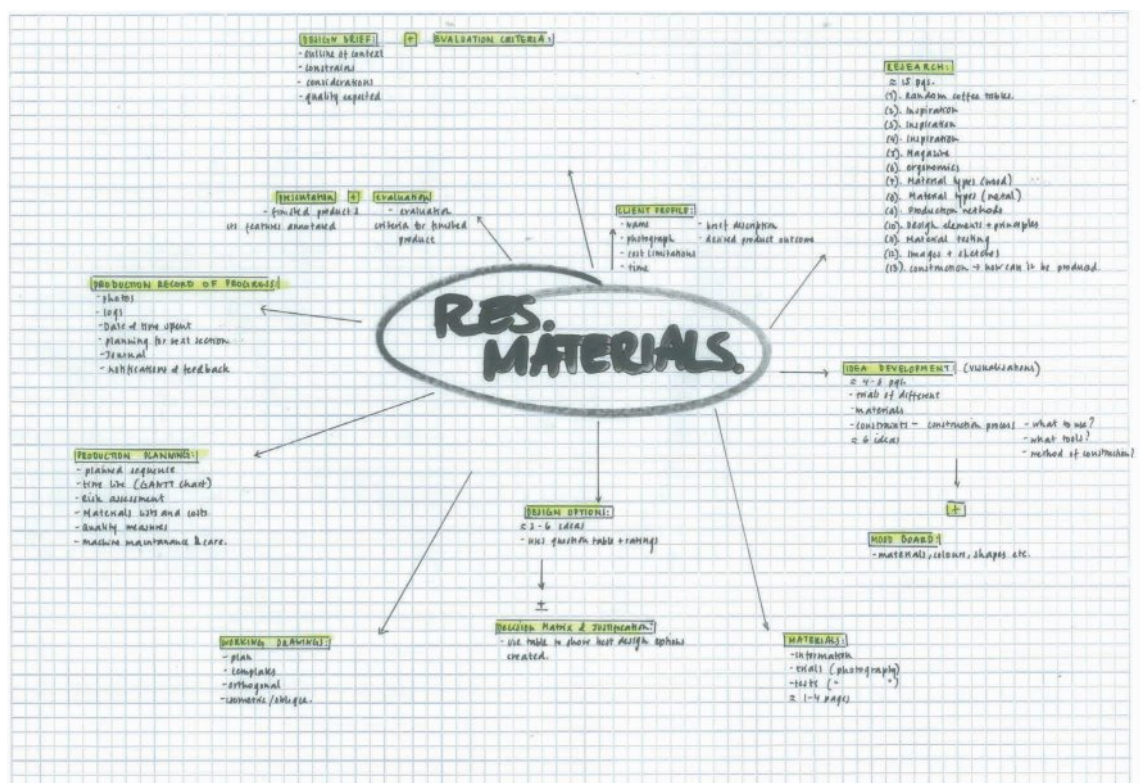 DESIGN BRIEF: + EVALUATION CRITERIA:
- outline of context
- constrains
- considerations
- quality expected
RESEARCH:
≈ 15 pgs.
(1). Random coffee tables.
(2). Inspiration
(3). Inspiration
(4). Inspiration
(5). Magazine
(6). ergonomics
(7). Material types (wood)
(8). Material types (metal)
(9). Production methods
(10). Design elements + principles
(11). Material testing
(12). Images + sketches
(13). construction → how can it be produced.
PRESENTATION + Evaluation
- finished products
its features annotated
- evaluation
criteria for finished
product
CLIENT PROFILE:
- name
- photograph
- cost limitations
- time
- brief description
- desired product outcome
PRODUCTION RECORD OF PROGRESS:
- photos
- logs
- Date & time spent
- planning for next section
- Journal
- & feedback
RES.
MATERIALS.
IDEA DEVELOPMENT: (visualisations)
≈ 4-5 pgs.
- trials of different
- materials
- constraints - construction process
≈ 6 ideas
- what to use?
- what tools?
- method of construction?
+
MOOD BOARD:
- materials, colours, shapes etc.
PRODUCTION PLANNING:
- planned sequence
- time line (GANTT chart)
- Risk assessment
- Materials lists and costs
- Quality measures
- machine maintanance & care.
DESIGN OPTIONS:
≈ 3-6 ideas
- uses question table + ratings
+
Decision Matrix & Justification:
- use table to show best design options
created.
WORKING DRAWINGS:
- plan
- templates
- orthogonal
- isometric/oblique.
MATERIALS:
- information
- trials (photography)
- tests (" ")
≈ 1-4 pages